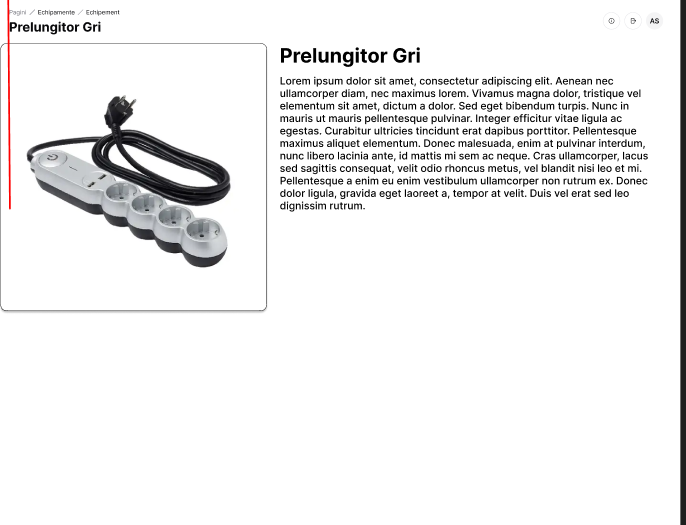 Pagini / Echipamente / Echipement
Prelungitor Gri
AS
Prelungitor Gri
Lorem ipsum dolor sit amet, consectetur adipiscing elit. Aenean nec
ullamcorper diam, nec maximus lorem. Vivamus magna dolor, tristique vel
elementum sit amet, dictum a dolor. Sed eget bibendum turpis. Nunc in
mauris ut mauris pellentesque pulvinar. Integer efficitur vitae ligula ac
egestas. Curabitur ultricies tincidunt erat dapibus porttitor. Pellentesque
maximus aliquet elementum. Donec malesuada, enim at pulvinar interdum,
nunc libero lacinia ante, id mattis mi sem ac neque. Cras ullamcorper, lacus
sed sagittis consequat, velit odio rhoncus metus, vel blandit nisi leo et mi.
Pellentesque a enim eu enim vestibulum ullamcorper non rutrum ex. Donec
dolor ligula, gravida eget laoreet a, tempor at velit. Duis vel erat sed leo
dignissim rutrum.